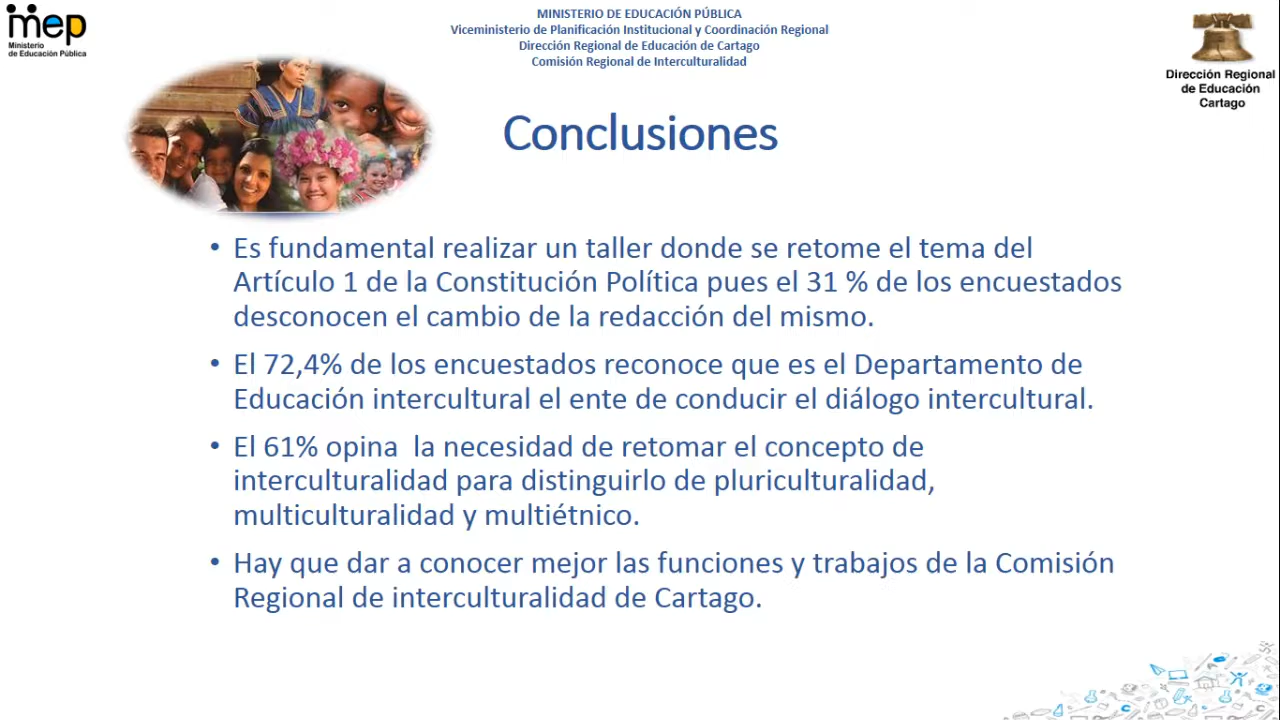 mep
Ministerio
de Educación Pública
MINISTERIO DE EDUCACIÓN PÚBLICA
Viceministerio de Planificación Institucional y Coordinación Regional
Dirección Regional de Educación de Cartago
Comisión Regional de Interculturalidad
Dirección Regional
de Educación
Cartago
Conclusiones
• Es fundamental realizar un taller donde se retome el tema del
Artículo 1 de la Constitución Política pues el 31 % de los encuestados
desconocen el cambio de la redacción del mismo.
• El 72,4% de los encuestados reconoce que es el Departamento de
Educación intercultural el ente de conducir el diálogo intercultural.
• El 61% opina  la necesidad de retomar el concepto de
interculturalidad para distinguirlo de pluriculturalidad,
multiculturalidad y multiétnico.
• Hay que dar a conocer mejor las funciones y trabajos de la Comisión
Regional de interculturalidad de Cartago.